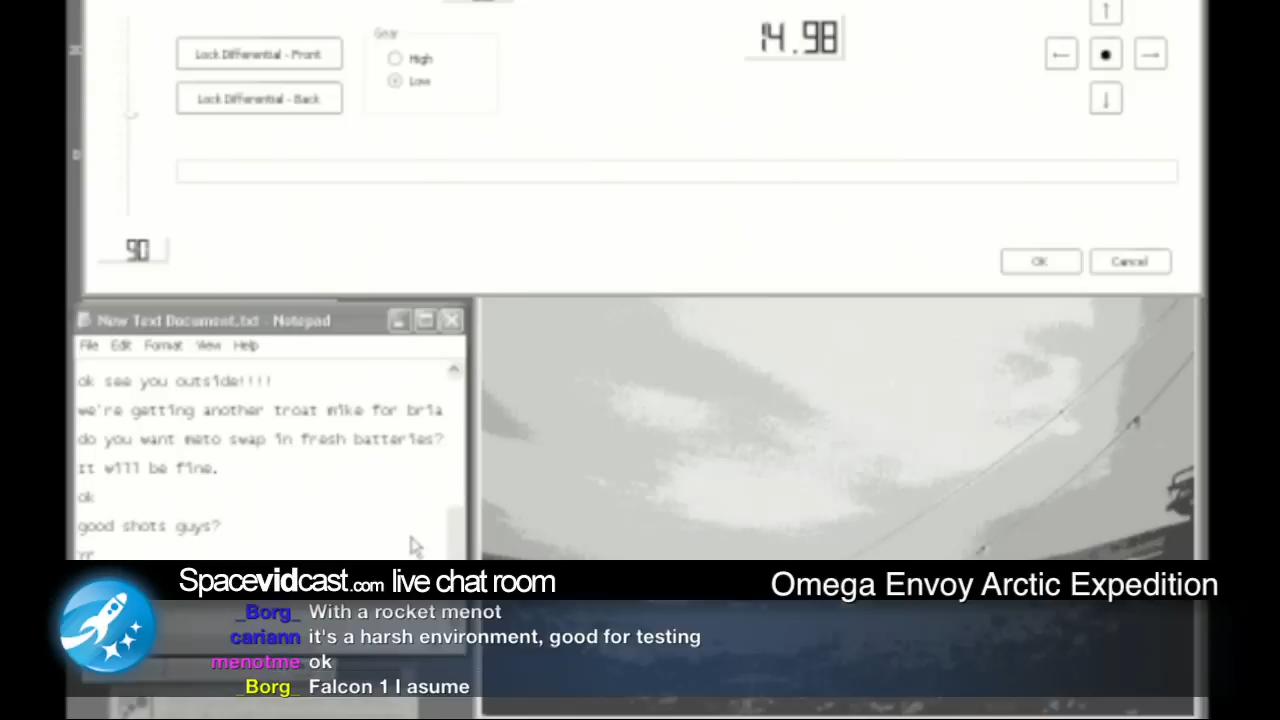 Gear
Lock Differential - Front
High
14.98
Low
Lock Differential - Back
90
OK
Cancel
New Text Document.txt - Notepad
File Edit Format View Help
ok see you outside!!!!
we're getting another troat mike for bria
do you want meto swap in fresh batteries?
it will be fine.
ok
good shots guys?
Spacevidcast.com live chat room
Omega Envoy Arctic Expedition
_Borg_ With a rocket menot
cariann it's a harsh environment, good for testing
menotme ok
_Borg_ Falcon 1 I asume